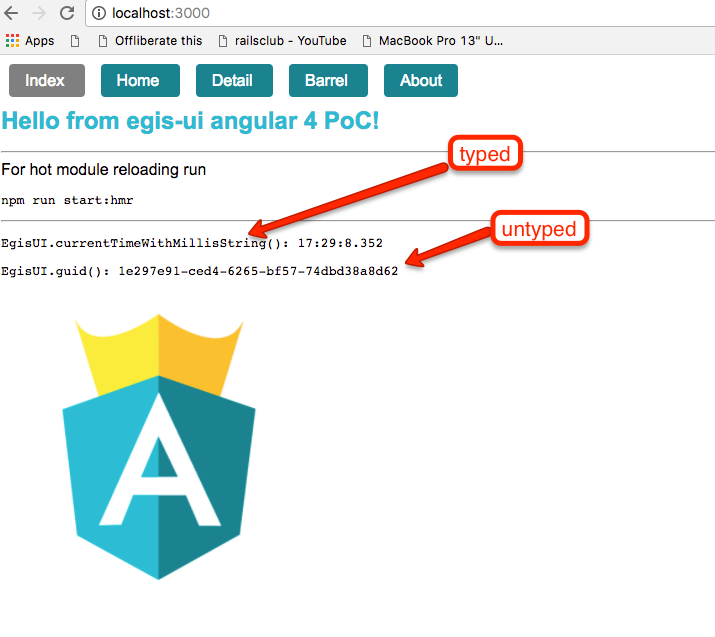 localhost:3000
Apps Offliberate this railsclub - YouTube MacBook Pro 13" U...
Index Home Detail Barrel About
Hello from egis-ui angular 4 PoC!
typed
For hot module reloading run
npm run start:hmr
untyped
EgisUI.currentTimeWithMillisString(): 17:29:8.352
EgisUI.guid(): 1e297e91-ced4-6265-bf57-74dbd38a8d62
A